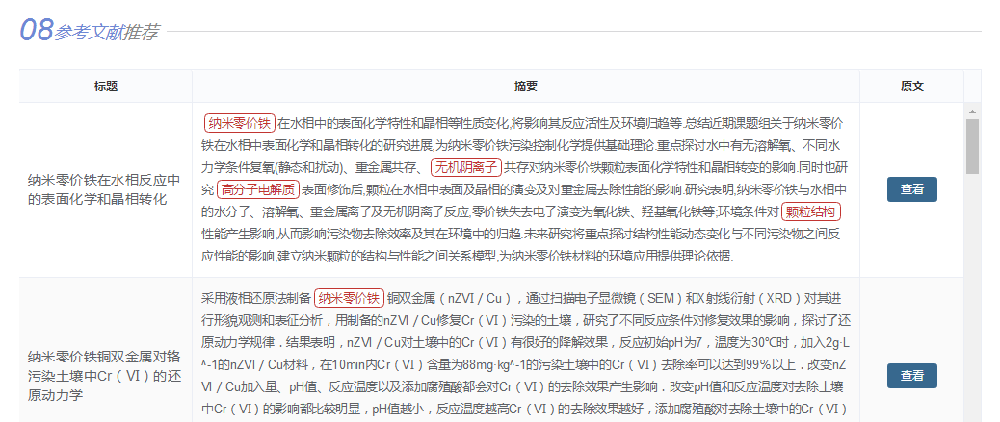 08参考文献推荐
标题 摘要 原文
纳米零价铁在水相反应中
的表面化学和晶相转化
纳米零价铁 在水相中的表面化学特性和晶相等性质变化,将影响其反应活性及环境归趋等.总结近期课题组关于纳米零价
铁在水相中表面化学和晶相转化的研究进展,为纳米零价铁污染控制化学提供基础理论.重点探讨水中有无溶解氧、不同水
力学条件复氧(静态和扰动)、重金属共存、 无机阴离子 共存对纳米零价铁颗粒表面化学特性和晶相转变的影响.同时也研
究 高分子电解质 表面修饰后,颗粒在水相中表面及晶相的演变及对重金属去除性能的影响.研究表明,纳米零价铁与水相中
的水分子、溶解氧、重金属离子及无机阴离子反应,零价铁失去电子演变为氧化铁、羟基氧化铁等;环境条件对 颗粒结构
性能产生影响,从而影响污染物去除效率及其在环境中的归趋.未来研究将重点探讨结构性能动态变化与不同污染物之间反
应性能的影响,建立纳米颗粒的结构与性能之间关系模型,为纳米零价铁材料的环境应用提供理论依据.
查看
纳米零价铁铜双金属对铬
污染土壤中Cr（Ⅵ）的还
原动力学
采用液相还原法制备 纳米零价铁 铜双金属（nZVI／Cu），通过扫描电子显微镜（SEM）和X射线衍射（XRD）对其进
行形貌观测和表征分析，用制备的nZVI／Cu修复Cr（Ⅵ）污染的土壤，研究了不同反应条件对修复效果的影响，探讨了还
原动力学规律．结果表明，nZVI／Cu对土壤中的Cr（Ⅵ）有很好的降解效果，反应初始pH为7，温度为30℃时，加入2g·L
^-1的nZVI／Cu材料，在10min内Cr（Ⅵ）含量为88mg·kg^-1的污染土壤中的Cr（Ⅵ）去除率可以达到99％以上．改变nZ
VI／Cu加入量、pH值、反应温度以及添加腐殖酸都会对Cr（Ⅵ）的去除效果产生影响．改变pH值和反应温度对去除土壤
中Cr（Ⅵ）的影响都比较明显，pH值越小，反应温度越高Cr（Ⅵ）的去除效果越好，添加腐殖酸对去除土壤中的Cr（Ⅵ）
查看